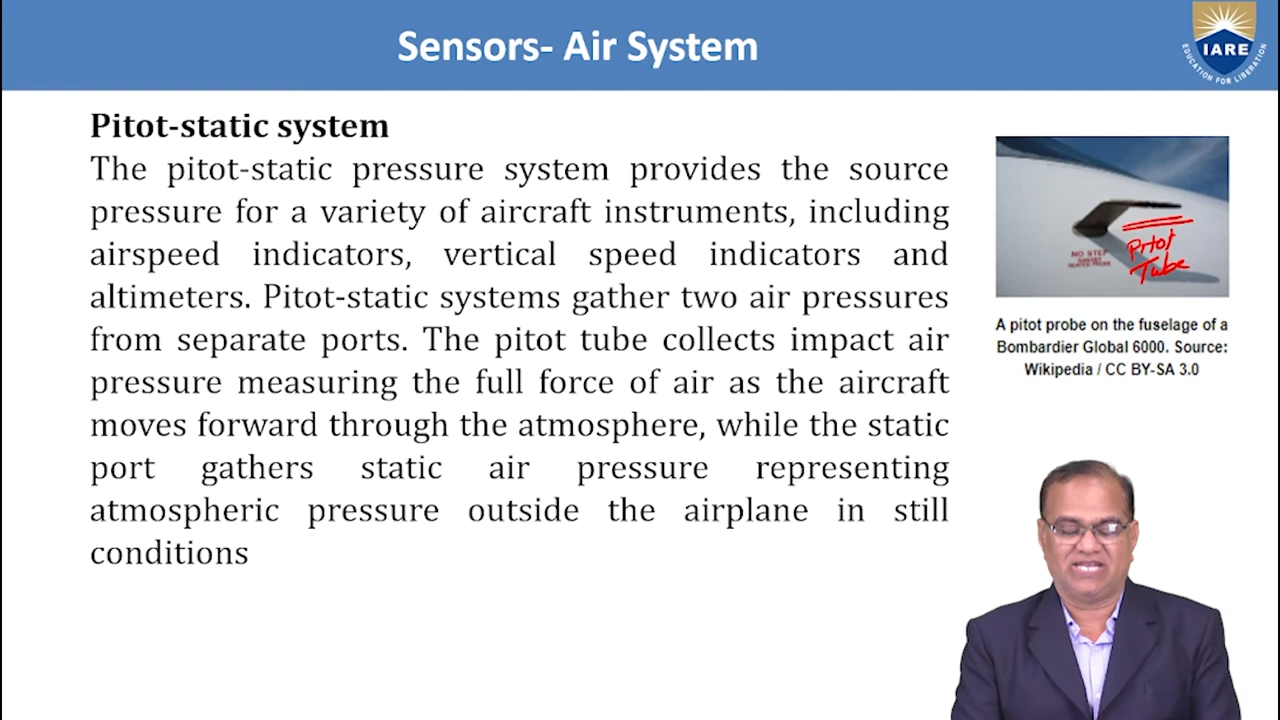 Sensors- Air System
IARE
EDUCATION FOR LIBERATION
Pitot-static system
The pitot-static pressure system provides the source
pressure for a variety of aircraft instruments, including
airspeed indicators, vertical speed indicators and
altimeters. Pitot-static systems gather two air pressures
from separate ports. The pitot tube collects impact air
pressure measuring the full force of air as the aircraft
moves forward through the atmosphere, while the static
port gathers static air pressure representing
atmospheric pressure outside the airplane in still
conditions
NO STEP
Pitot
Tube
A pitot probe on the fuselage of a
Bombardier Global 6000. Source:
Wikipedia / CC BY-SA 3.0